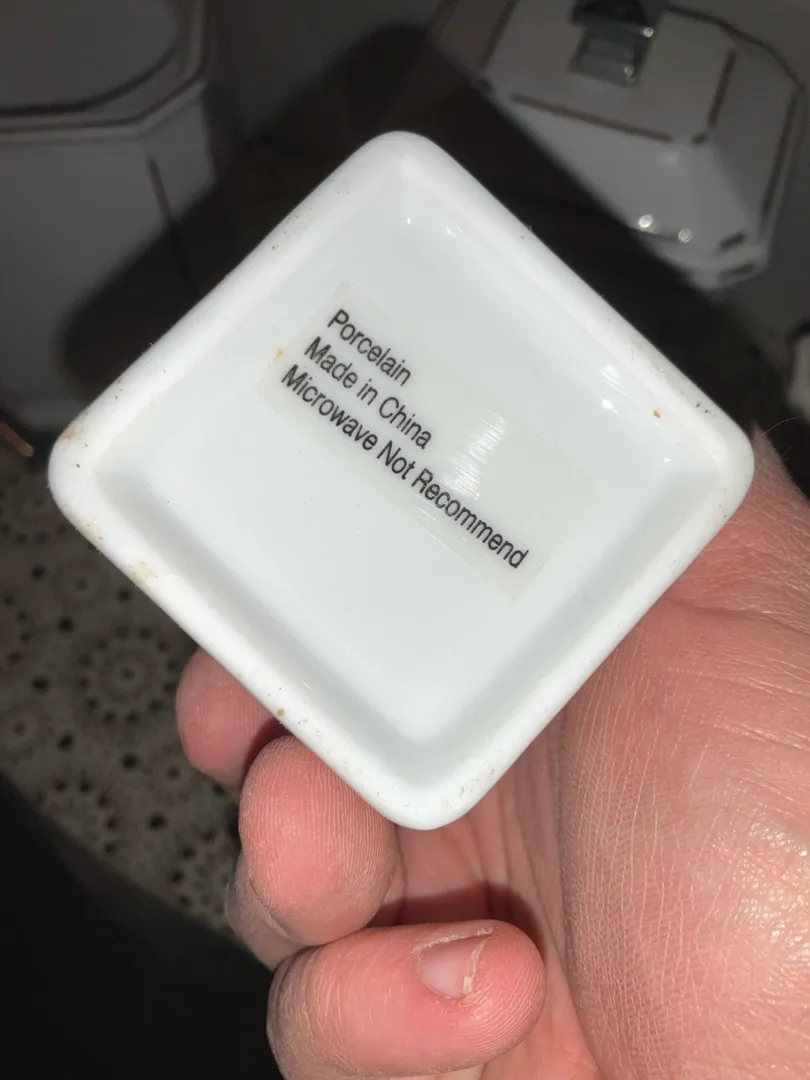 Porcelain
Made in China
Microwave Not Recommend